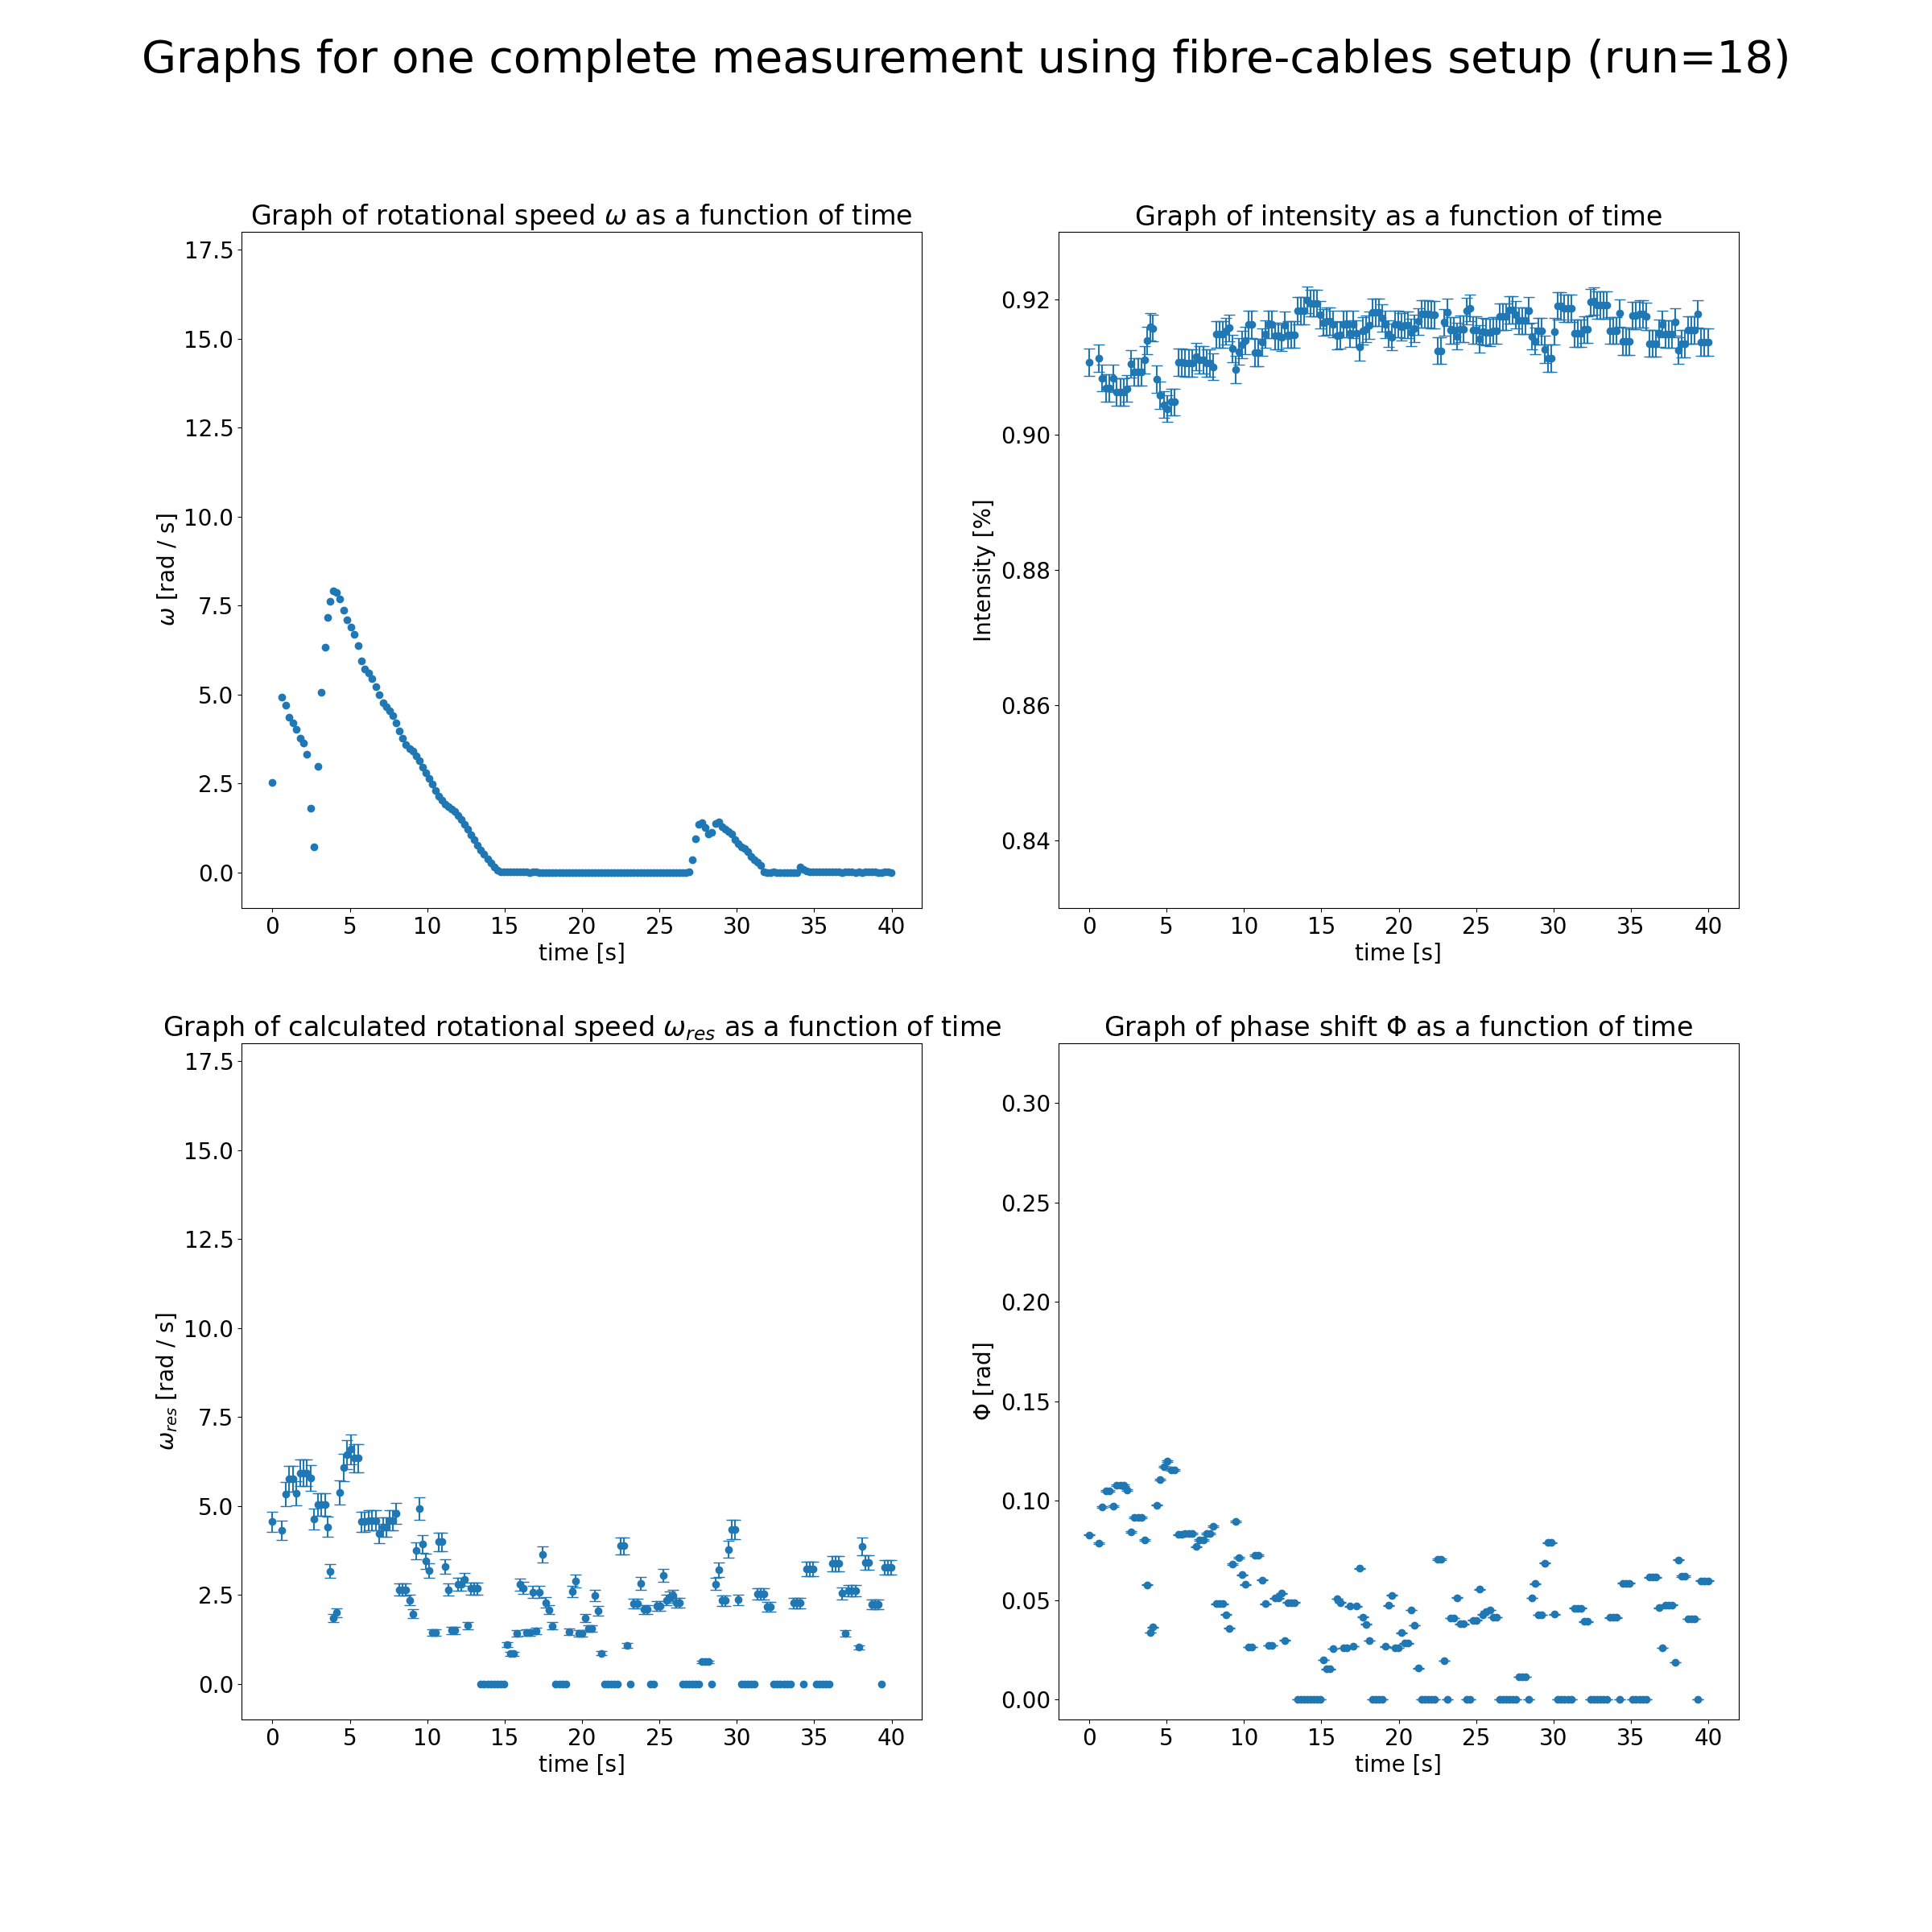 Graphs for one complete measurement using fibre-cables setup (run=18)
Graph of rotational speed ω as a function of time
17.5
15.0
12.5
10.0
7.5
5.0
2.5
0.0
ω [rad / s]
0 5 10 15 20 25 30 35 40
time [s]
Graph of intensity as a function of time
0.92
0.90
0.88
0.86
0.84
Intensity [%]
0 5 10 15 20 25 30 35 40
time [s]
Graph of calculated rotational speed ω_res as a function of time
17.5
15.0
12.5
10.0
7.5
5.0
2.5
0.0
ω_res [rad / s]
0 5 10 15 20 25 30 35 40
time [s]
Graph of phase shift Φ as a function of time
0.30
0.25
0.20
0.15
0.10
0.05
0.00
Φ [rad]
0 5 10 15 20 25 30 35 40
time [s]